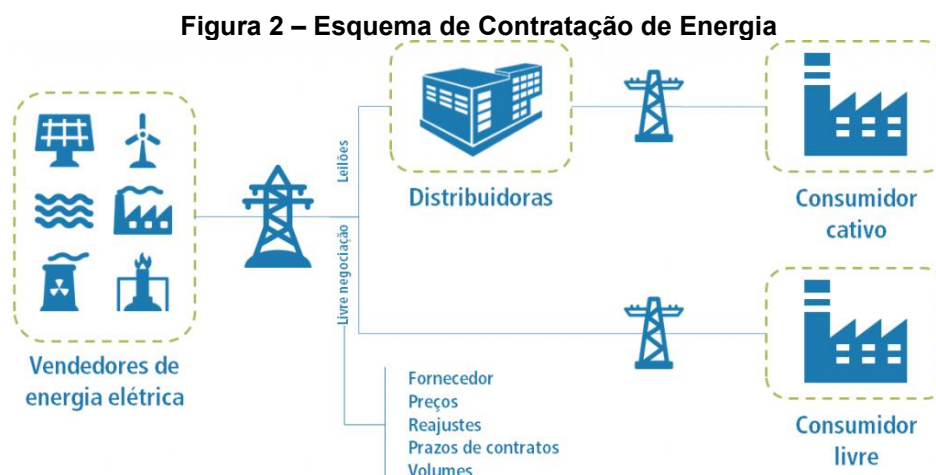 Figura 2 – Esquema de Contratação de Energia
Leilões
Distribuidoras
Consumidor
cativo
Vendedores de
energia elétrica
Livre negociação
Fornecedor
Preços
Reajustes
Prazos de contratos
Volumes
Consumidor
livre